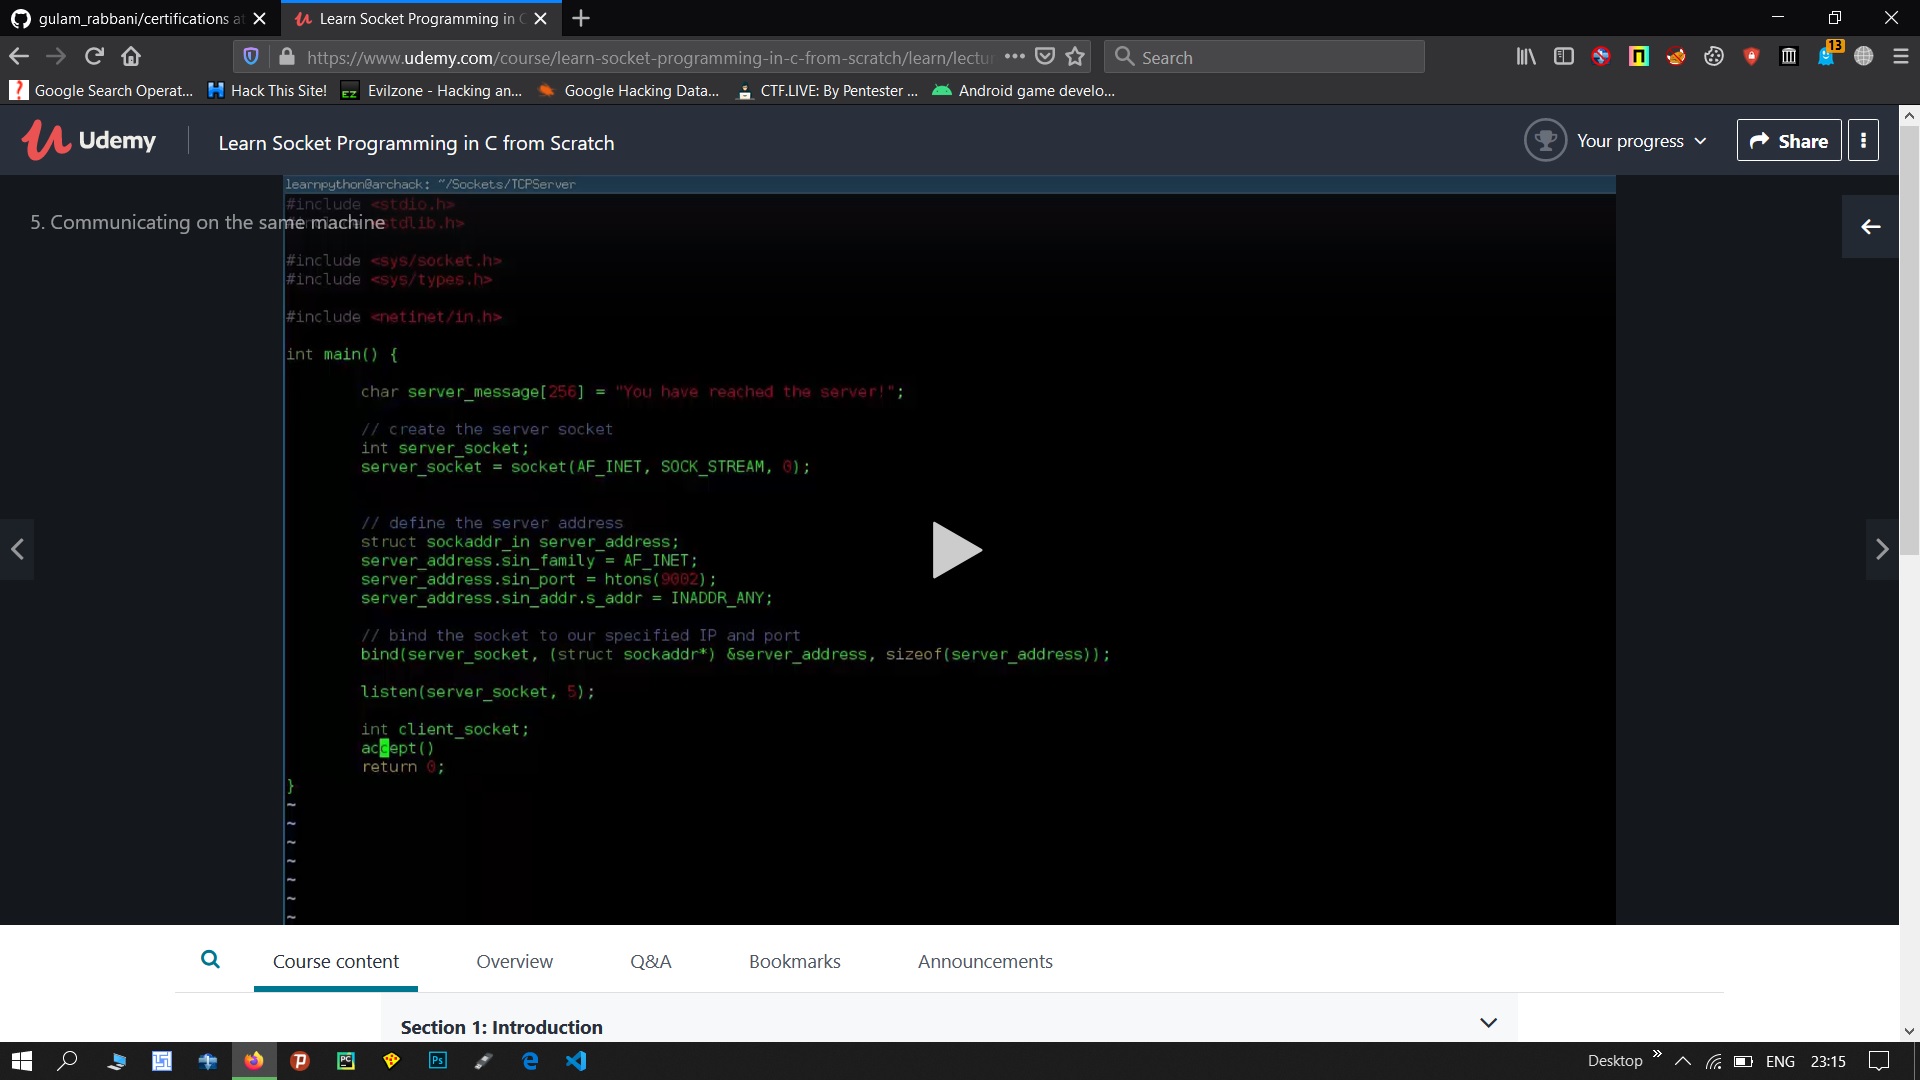 gulam_rabbani/certifications at
Learn Socket Programming in C
https://www.udemy.com/course/learn-socket-programming-in-c-from-scratch/learn/lectu
Search
13
Google Search Operat...
Hack This Site!
EZ
Evilzone - Hacking an...
Google Hacking Data...
CTF.LIVE: By Pentester ...
Android game develo...
Udemy
Learn Socket Programming in C from Scratch
Your progress
Share
learnpython@archack: ~/Sockets/TCPServer
#include <stdio.h>
5. Communicating on the same machine
#include <stdlib.h>
#include <sys/socket.h>
#include <sys/types.h>
#include <netinet/in.h>
int main() {
char server_message[256] = "You have reached the server!";
// create the server socket
int server_socket;
server_socket = socket(AF_INET, SOCK_STREAM, 0);
// define the server address
struct sockaddr_in server_address;
server_address.sin_family = AF_INET;
server_address.sin_port = htons(9002);
server_address.sin_addr.s_addr = INADDR_ANY;
// bind the socket to our specified IP and port
bind(server_socket, (struct sockaddr*) &server_address, sizeof(server_address));
listen(server_socket, 5);
int client_socket;
accept()
return 0;
}
~
~
~
~
~
~
~
Course content
Overview
Q&A
Bookmarks
Announcements
Section 1: Introduction
PC
Ps
Desktop
ENG
23:15